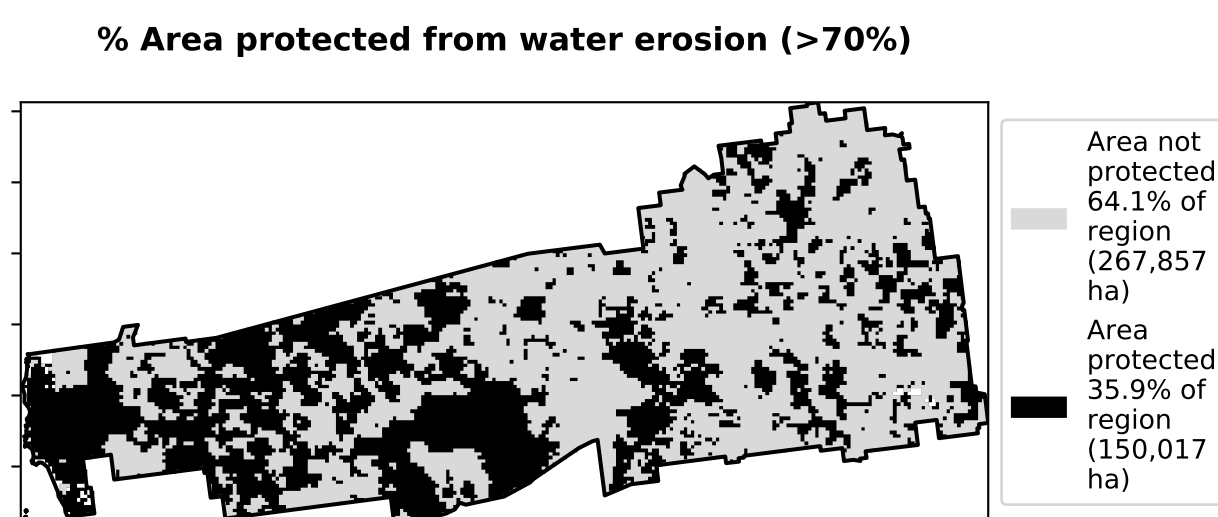 % Area protected from water erosion (>70%)
Area not
protected
64.1% of
region
(267,857
ha)
Area
protected
35.9% of
region
(150,017
ha)